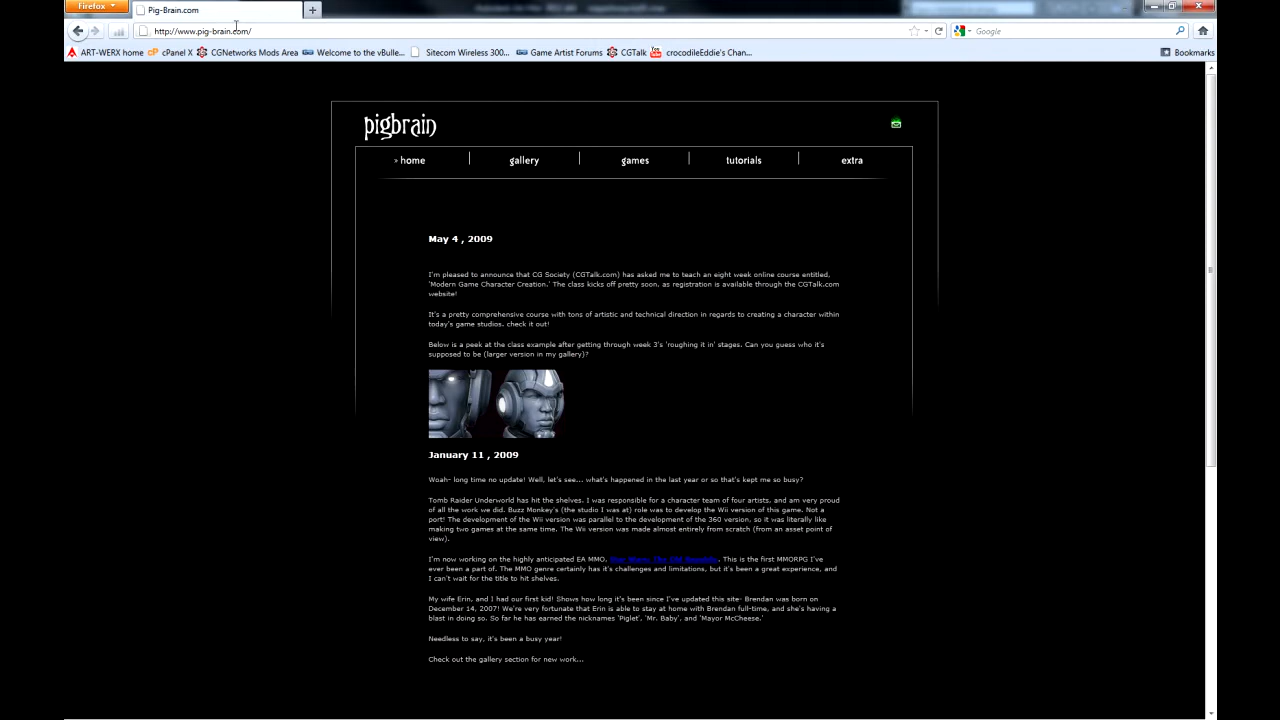 Firefox
Pig-Brain.com
http://www.pig-brain.com/
Google
ART-WERX home cPanel X CGNetworks Mods Area Welcome to the vBulle... Sitecom Wireless 300... Game Artist Forums CGTalk crocodileEddie's Chan... Bookmarks
pigbrain
» home gallery games tutorials extra
May 4 , 2009
I'm pleased to announce that CG Society (CGTalk.com) has asked me to teach an eight week online course entitled,
'Modern Game Character Creation.' The class kicks off pretty soon, as registration is available through the CGTalk.com
website!
It's a pretty comprehensive course with tons of artistic and technical direction in regards to creating a character within
today's game studios. check it out!
Below is a peek at the class example after getting through week 3's 'roughing it in' stages. Can you guess who it's
supposed to be (larger version in my gallery)?
January 11 , 2009
Woah- long time no update! Well, let's see... what's happened in the last year or so that's kept me so busy?
Tomb Raider Underworld has hit the shelves. I was responsible for a character team of four artists, and am very proud
of all the work we did. Buzz Monkey's (the studio I was at) role was to develop the Wii version of this game. Not a
port! The development of the Wii version was parallel to the development of the 360 version, so it was literally like
making two games at the same time. The Wii version was made almost entirely from scratch (from an asset point of
view).
I'm now working on the highly anticipated EA MMO, Star Wars: The Old Republic. This is the first MMORPG I've
ever been a part of. The MMO genre certainly has it's challenges and limitations, but it's been a great experience, and
I can't wait for the title to hit shelves.
My wife Erin, and I had our first kid! Shows how long it's been since I've updated this site- Brendan was born on
December 14, 2007! We're very fortunate that Erin is able to stay at home with Brendan full-time, and she's having a
blast in doing so. So far he has earned the nicknames 'Piglet', 'Mr. Baby', and 'Mayor McCheese.'
Needless to say, it's been a busy year!
Check out the gallery section for new work...